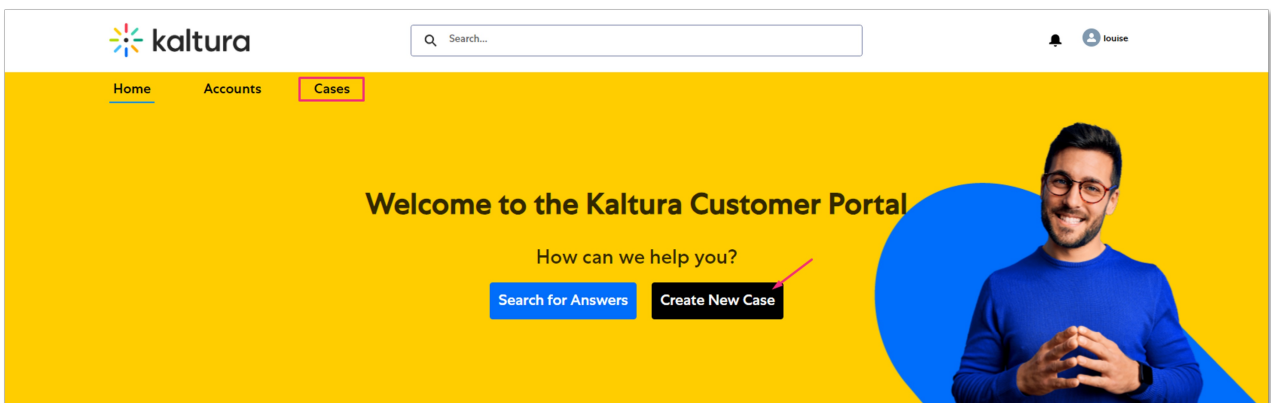 kaltura
Search...
louise
Home Accounts Cases
Welcome to the Kaltura Customer Portal
How can we help you?
Search for Answers Create New Case